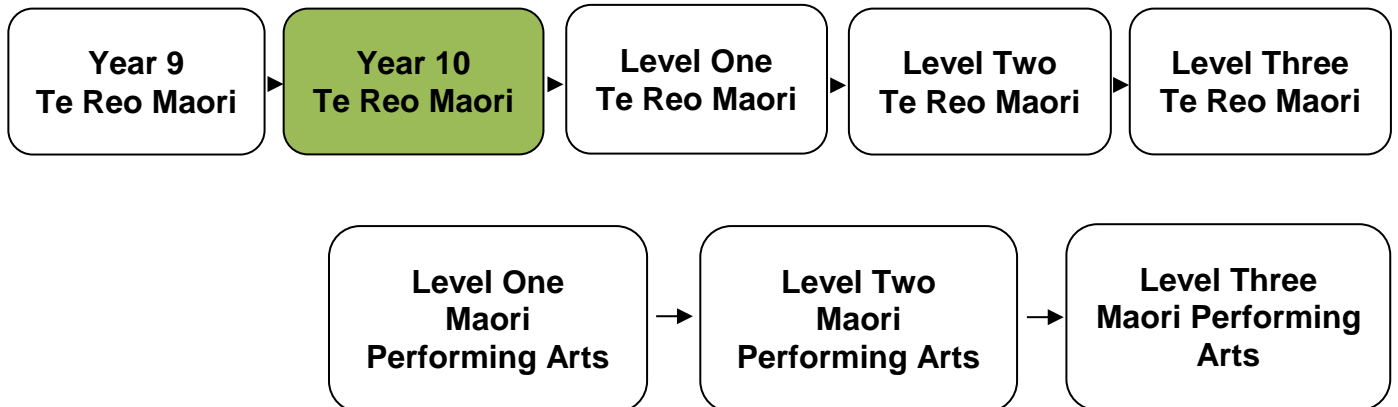 Year 9
Te Reo Maori
Year 10
Te Reo Maori
Level One
Te Reo Maori
Level Two
Te Reo Maori
Level Three
Te Reo Maori
Level One
Maori
Performing Arts
Level Two
Maori
Performing Arts
Level Three
Maori Performing
Arts